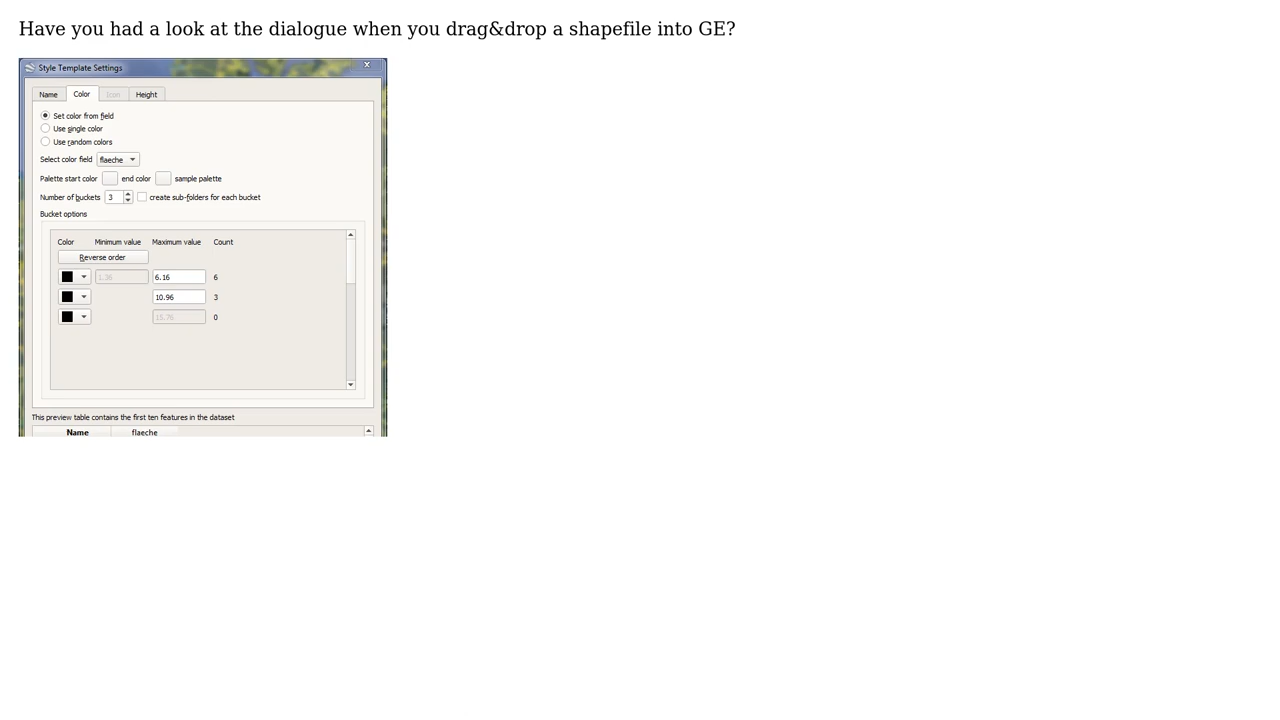 Have you had a look at the dialogue when you drag&drop a shapefile into GE?
Style Template Settings
Name Color Icon Height
Set color from field
Use single color
Use random colors
Select color field flaeche
Palette start color end color sample palette
Number of buckets 3 create sub-folders for each bucket
Bucket options
Color Minimum value Maximum value Count
Reverse order
1.36 6.16 6
10.96 3
15.76 0
This preview table contains the first ten features in the dataset
Name flaeche